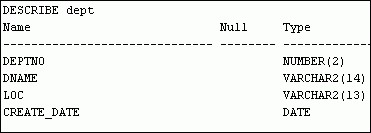 DESCRIBE dept
Name                           Null     Type
------------------------------ -------- -------------
DEPTNO                                  NUMBER(2)
DNAME                                   VARCHAR2(14)
LOC                                     VARCHAR2(13)
CREATE_DATE                             DATE